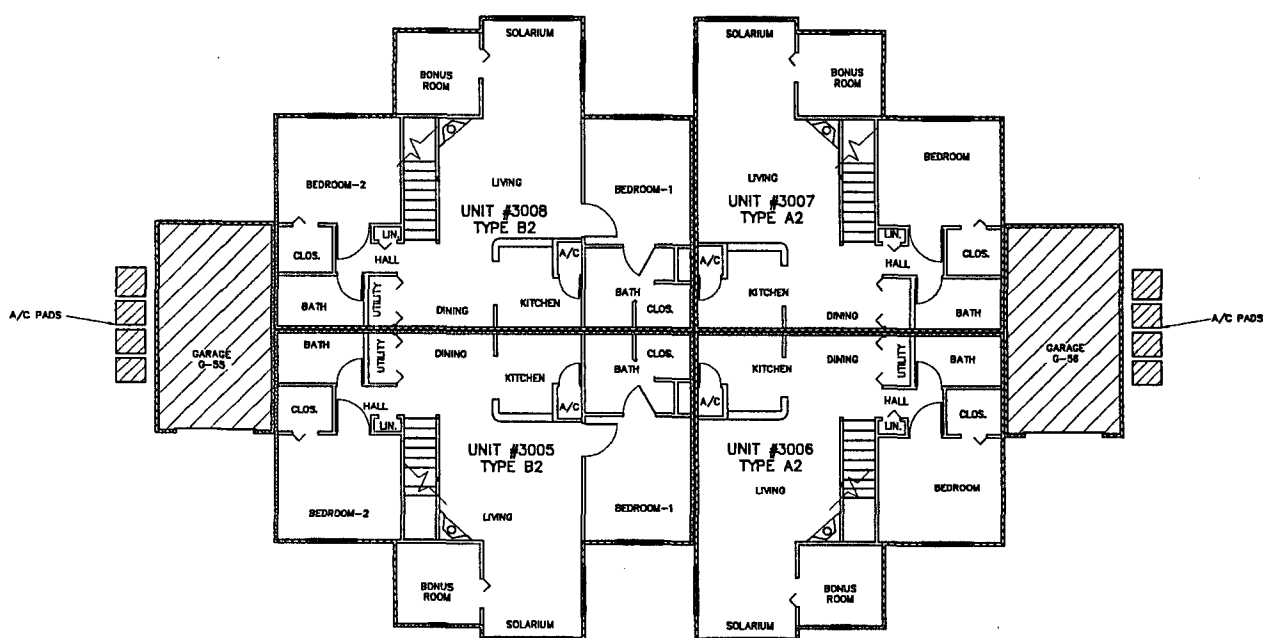 SOLARIUM
SOLARIUM
BONUS
ROOM
BONUS
ROOM
BEDROOM-2
LIVING
BEDROOM-1
LIVING
BEDROOM
UNIT #3008
TYPE B2
UNIT #3007
TYPE A2
LIN.
HALL
CLOS.
A/C
A/C
LIN.
HALL
CLOS.
BATH
UTILITY
DINING
KITCHEN
BATH
CLOS.
KITCHEN
DINING
BATH
A/C PADS
A/C PADS
GARAGE
G-55
GARAGE
G-56
BATH
UTILITY
DINING
KITCHEN
BATH
CLOS.
KITCHEN
DINING
UTILITY
BATH
CLOS.
HALL
LIN.
A/C
A/C
HALL
LIN.
CLOS.
UNIT #3005
TYPE B2
UNIT #3006
TYPE A2
BEDROOM-2
LIVING
BEDROOM-1
LIVING
BEDROOM
BONUS
ROOM
BONUS
ROOM
SOLARIUM
SOLARIUM